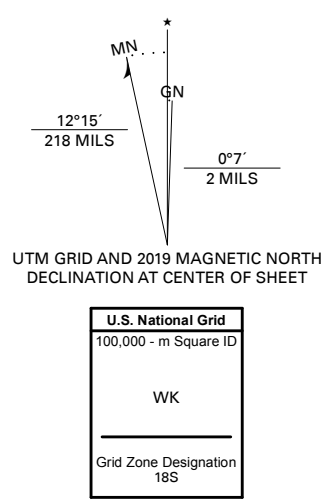 ★
MN
GN
12°15´
218 MILS
0°7´
2 MILS
UTM GRID AND 2019 MAGNETIC NORTH
DECLINATION AT CENTER OF SHEET
U.S. National Grid
100,000 - m Square ID
WK
Grid Zone Designation
18S